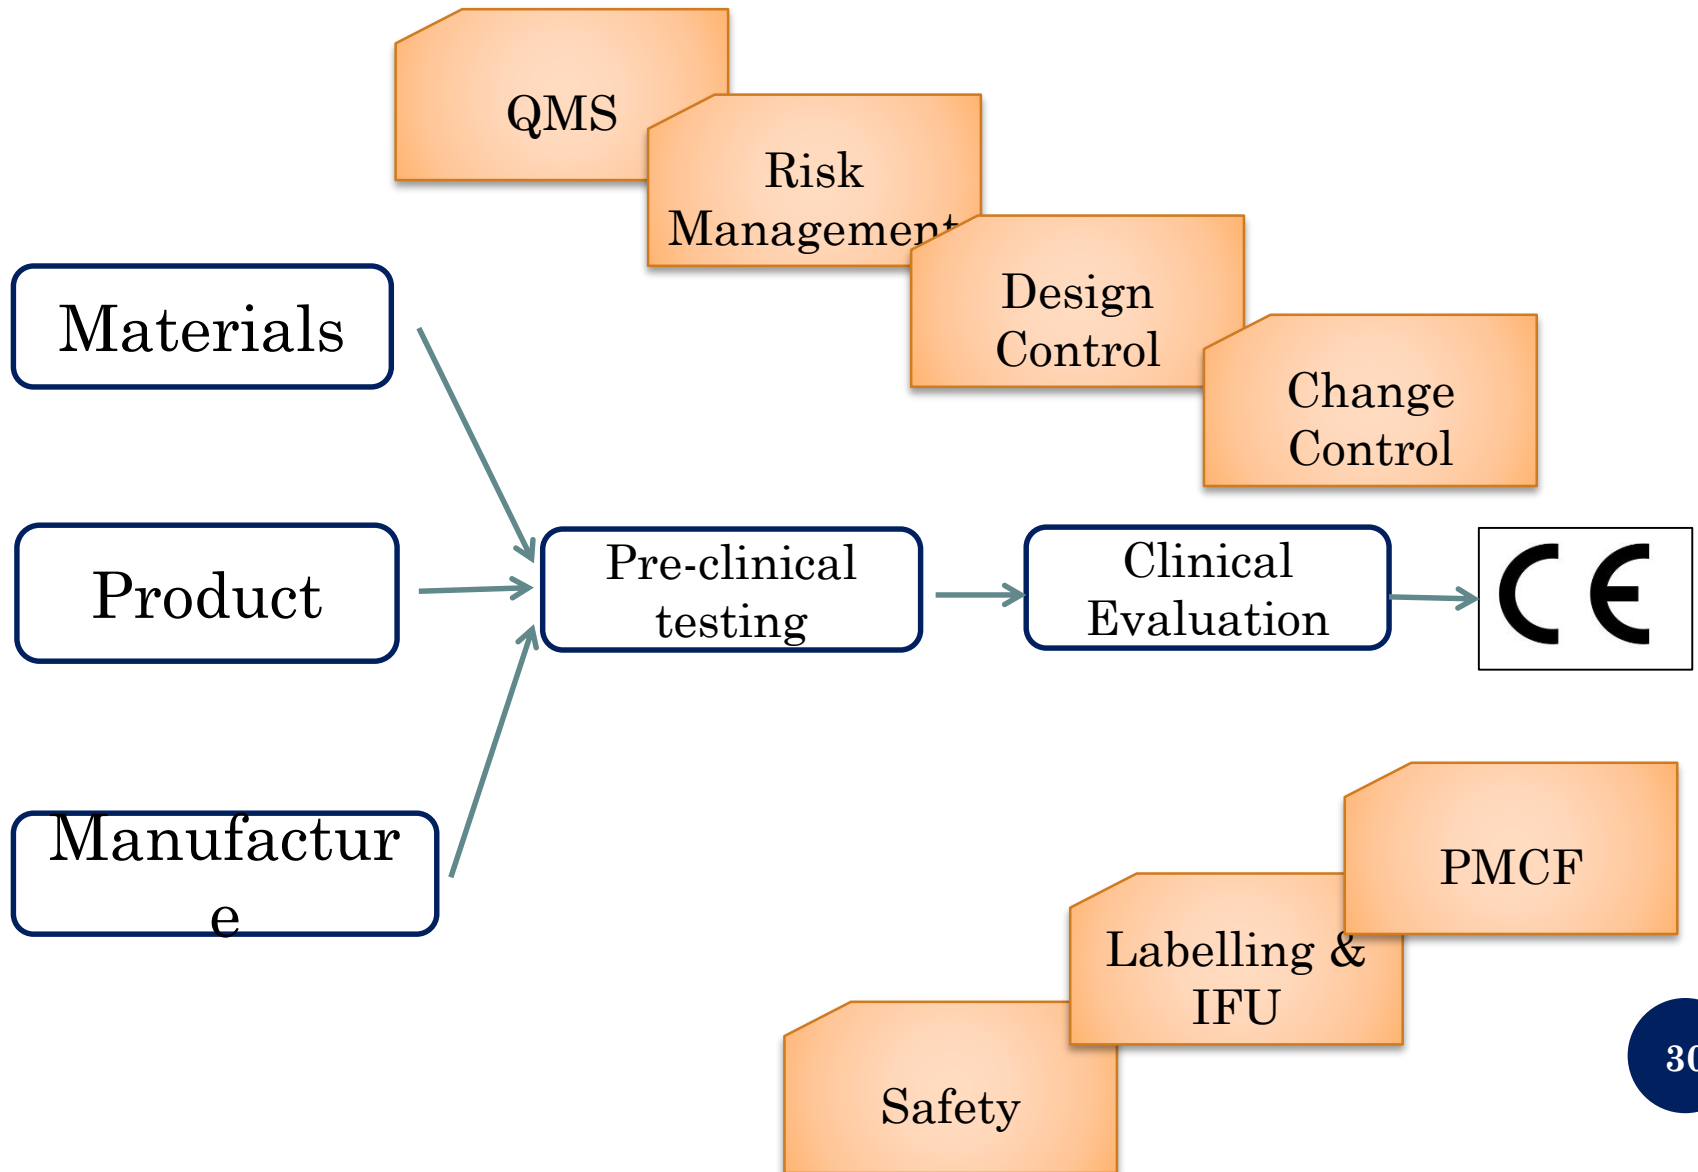 QMS
Risk
Management
Design
Control
Change
Control
Materials
Product
Manufactur
e
Pre-clinical
testing
Clinical
Evaluation
CE
PMCF
Labelling &
IFU
Safety
30